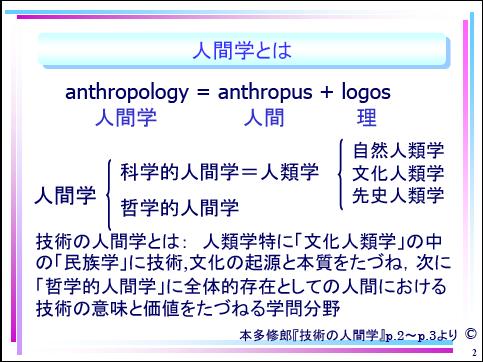 人間学とは
anthropology = anthropus + logos
人間学 人間 理
人間学
科学的人間学＝人類学
哲学的人間学
自然人類学
文化人類学
先史人類学
技術の人間学とは： 人類学特に「文化人類学」の中
の「民族学」に技術,文化の起源と本質をたづね，次に
「哲学的人間学」に全体的存在としての人間における
技術の意味と価値をたづねる学問分野
本多修郎『技術の人間学』p.2～p.3より ©
2